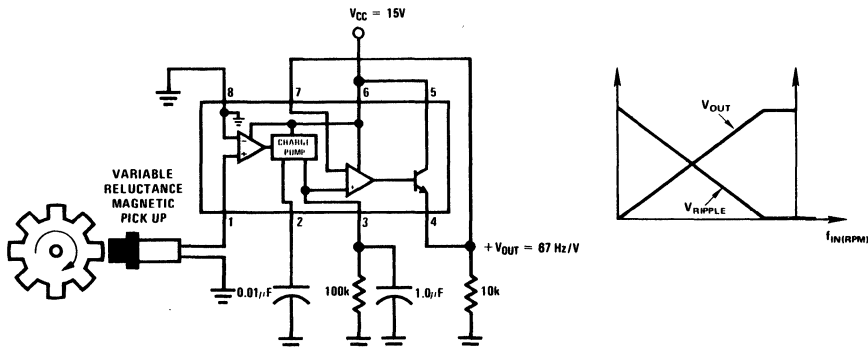 VCC = 15V
8
7
6
5
CHARGE
PUMP
VARIABLE
RELUCTANCE
MAGNETIC
PICK UP
1
2
3
4
+VOUT = 67 Hz/V
0.01μF
100k
1.0μF
10k
VOUT
VRIPPLE
fIN(RPM)